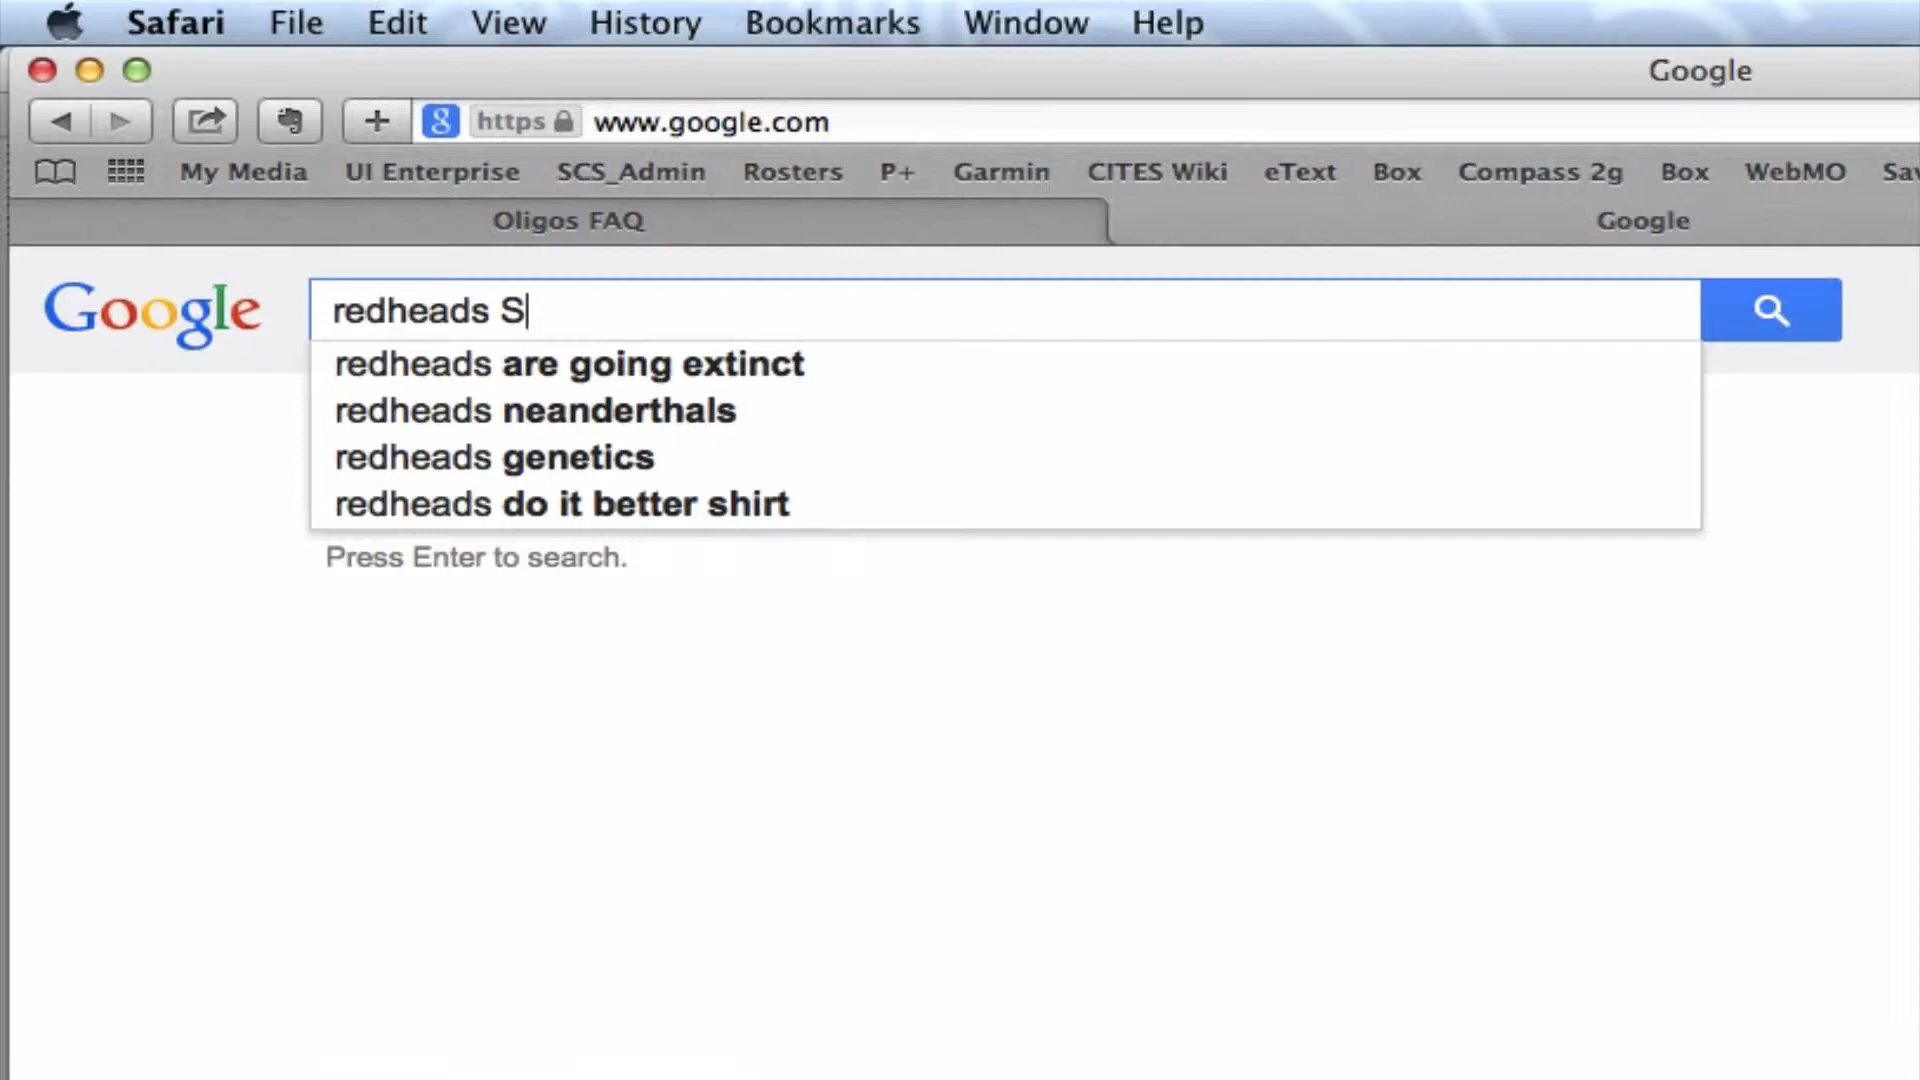 Safari File Edit View History Bookmarks Window Help
Google
https www.google.com
My Media UI Enterprise SCS_Admin Rosters P+ Garmin CITES Wiki eText Box Compass 2g Box WebMO Sav
Oligos FAQ Google
Google redheads S
redheads are going extinct
redheads neanderthals
redheads genetics
redheads do it better shirt
Press Enter to search.